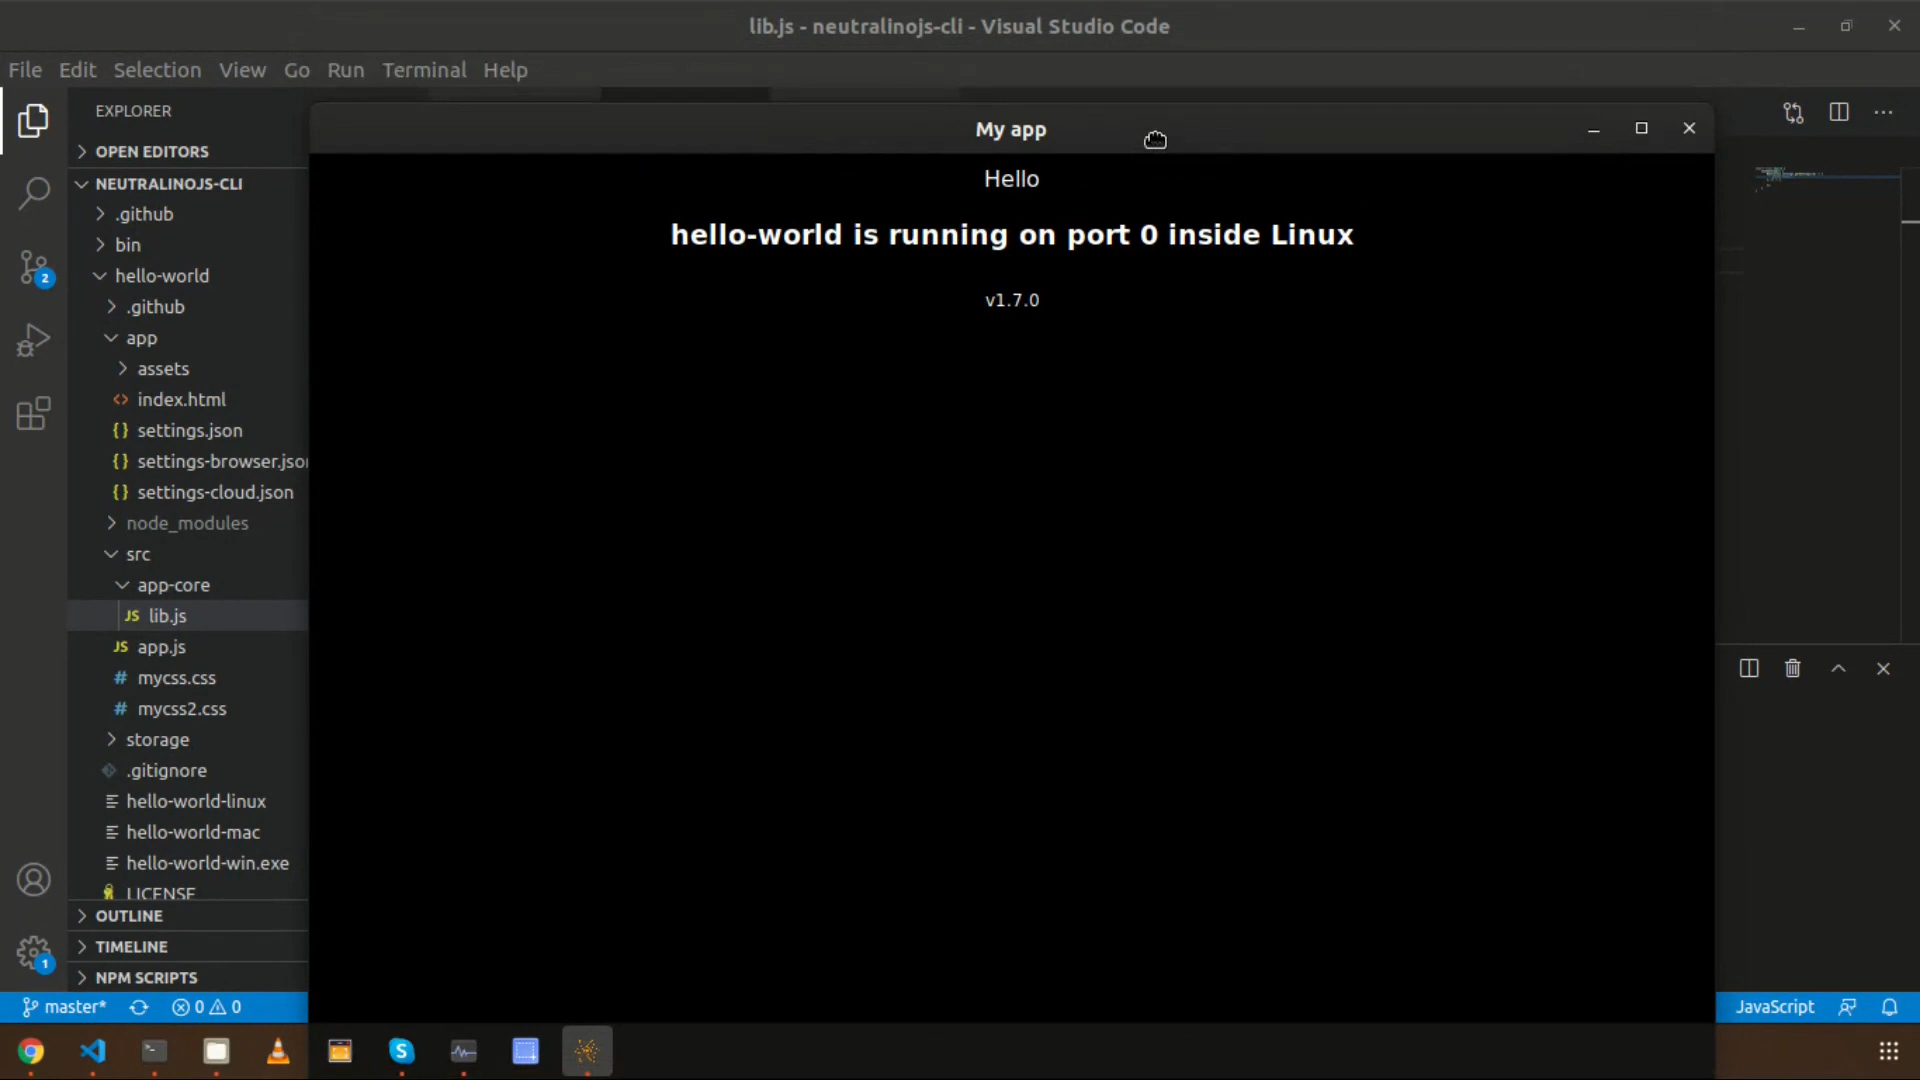 lib.js - neutralinojs-cli - Visual Studio Code
File Edit Selection View Go Run Terminal Help
EXPLORER
OPEN EDITORS
NEUTRALINOJS-CLI
.github
bin
hello-world
.github
app
assets
index.html
settings.json
settings-browser.jso
settings-cloud.json
node_modules
src
app-core
JS lib.js
JS app.js
# mycss.css
# mycss2.css
storage
.gitignore
hello-world-linux
hello-world-mac
hello-world-win.exe
LICENSE
OUTLINE
TIMELINE
NPM SCRIPTS
2
1
My app
Hello
hello-world is running on port 0 inside Linux
v1.7.0
master* 0 0 JavaScript